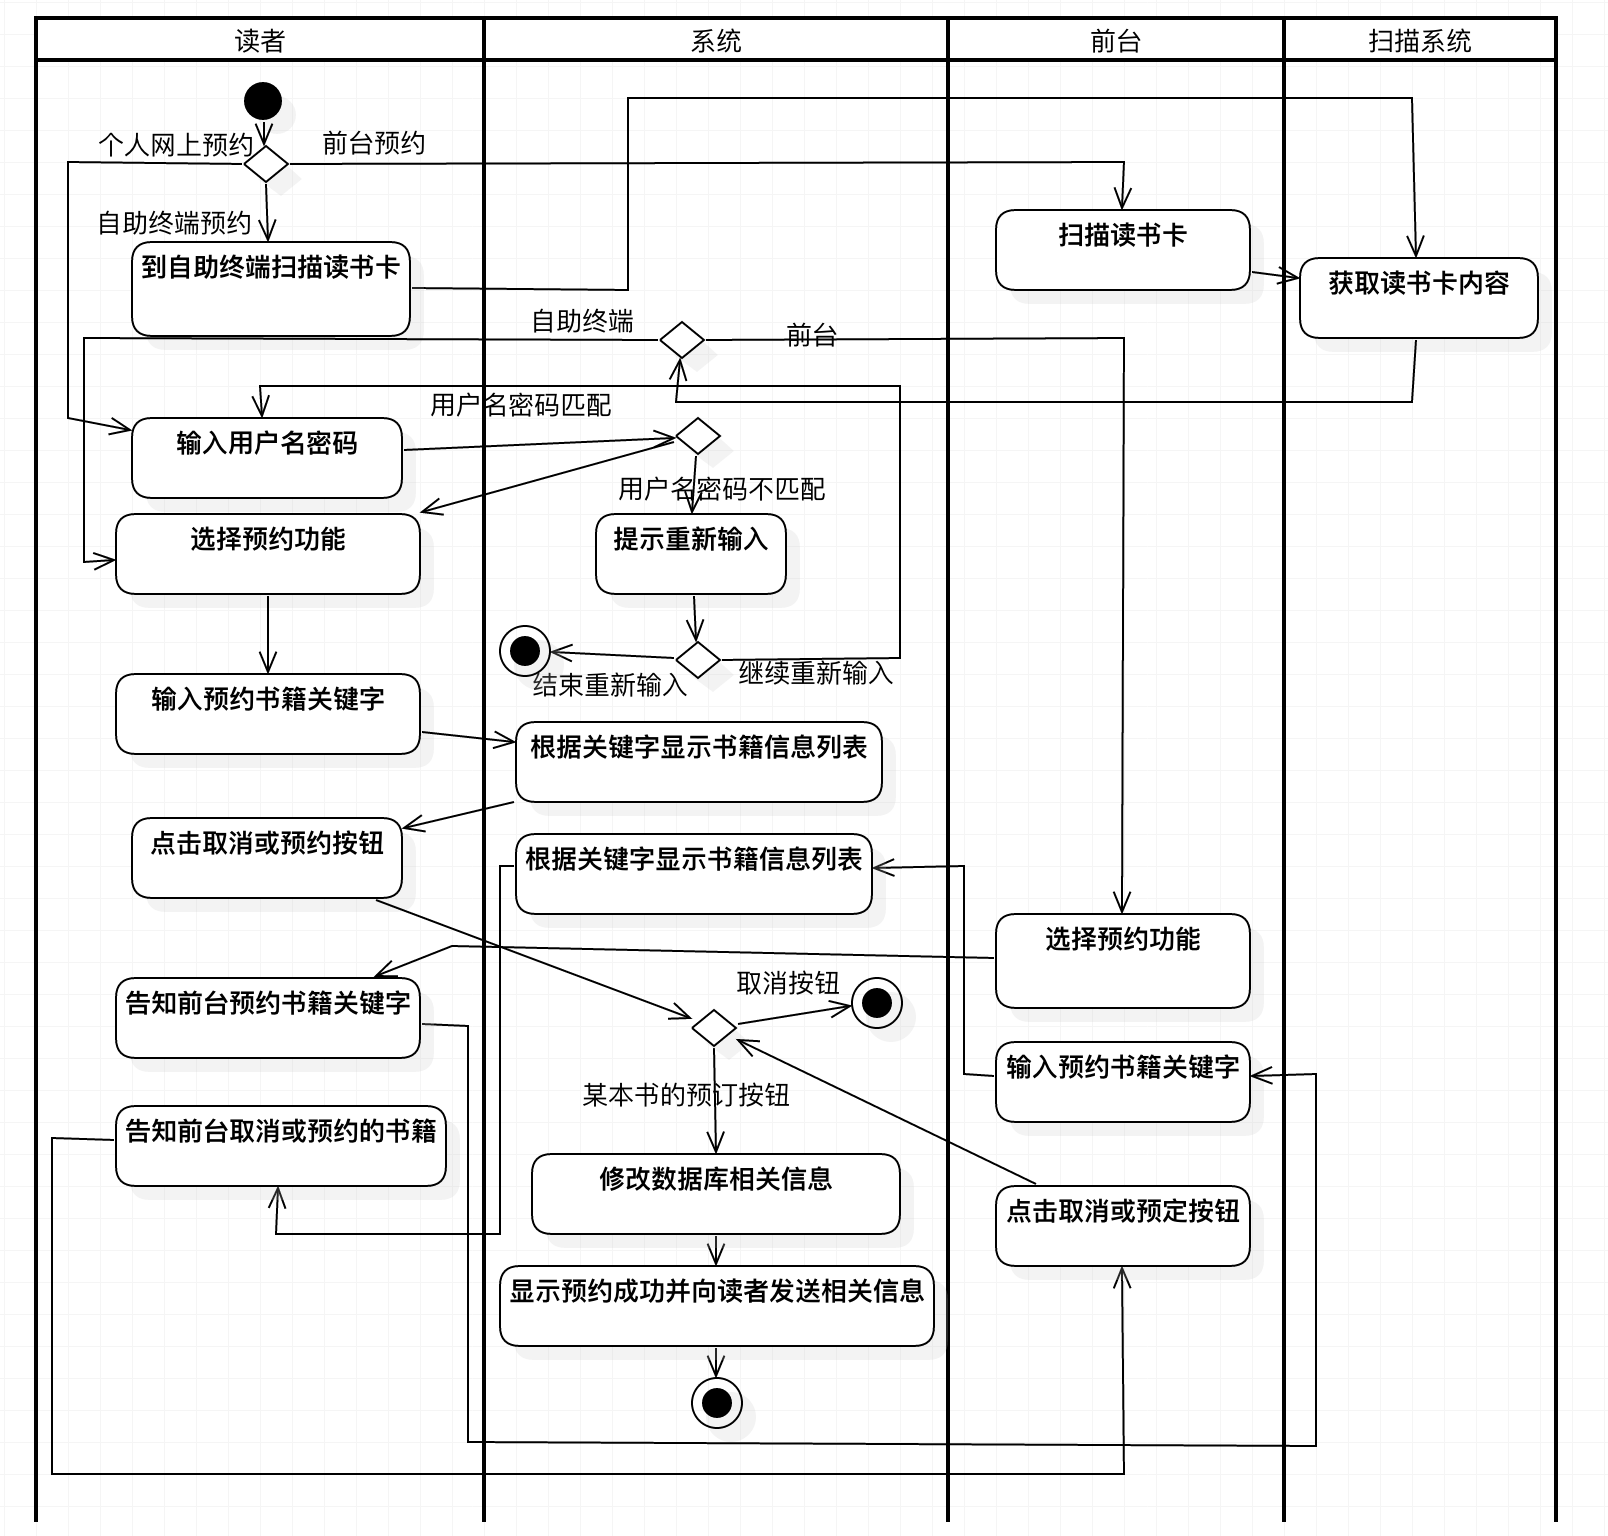 读者
系统
前台
扫描系统
个人网上预约
前台预约
自助终端预约
扫描读书卡
到自助终端扫描读书卡
获取读书卡内容
自助终端
前台
用户名密码匹配
输入用户名密码
用户名密码不匹配
选择预约功能
提示重新输入
结束重新输入
继续重新输入
输入预约书籍关键字
根据关键字显示书籍信息列表
点击取消或预约按钮
根据关键字显示书籍信息列表
选择预约功能
取消按钮
告知前台预约书籍关键字
输入预约书籍关键字
某本书的预订按钮
告知前台取消或预约的书籍
修改数据库相关信息
点击取消或预定按钮
显示预约成功并向读者发送相关信息